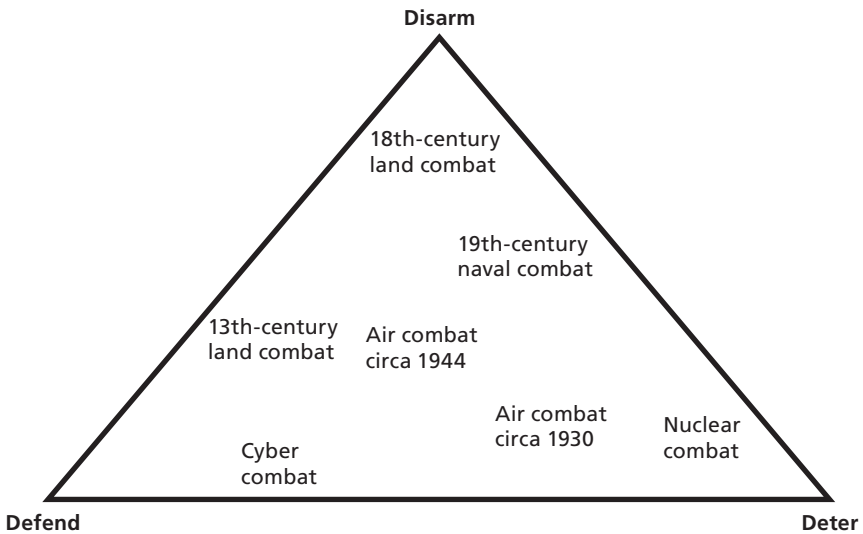 Disarm
18th-century
land combat
19th-century
naval combat
13th-century
land combat
Air combat
circa 1944
Air combat
circa 1930
Nuclear
combat
Cyber
combat
Defend
Deter